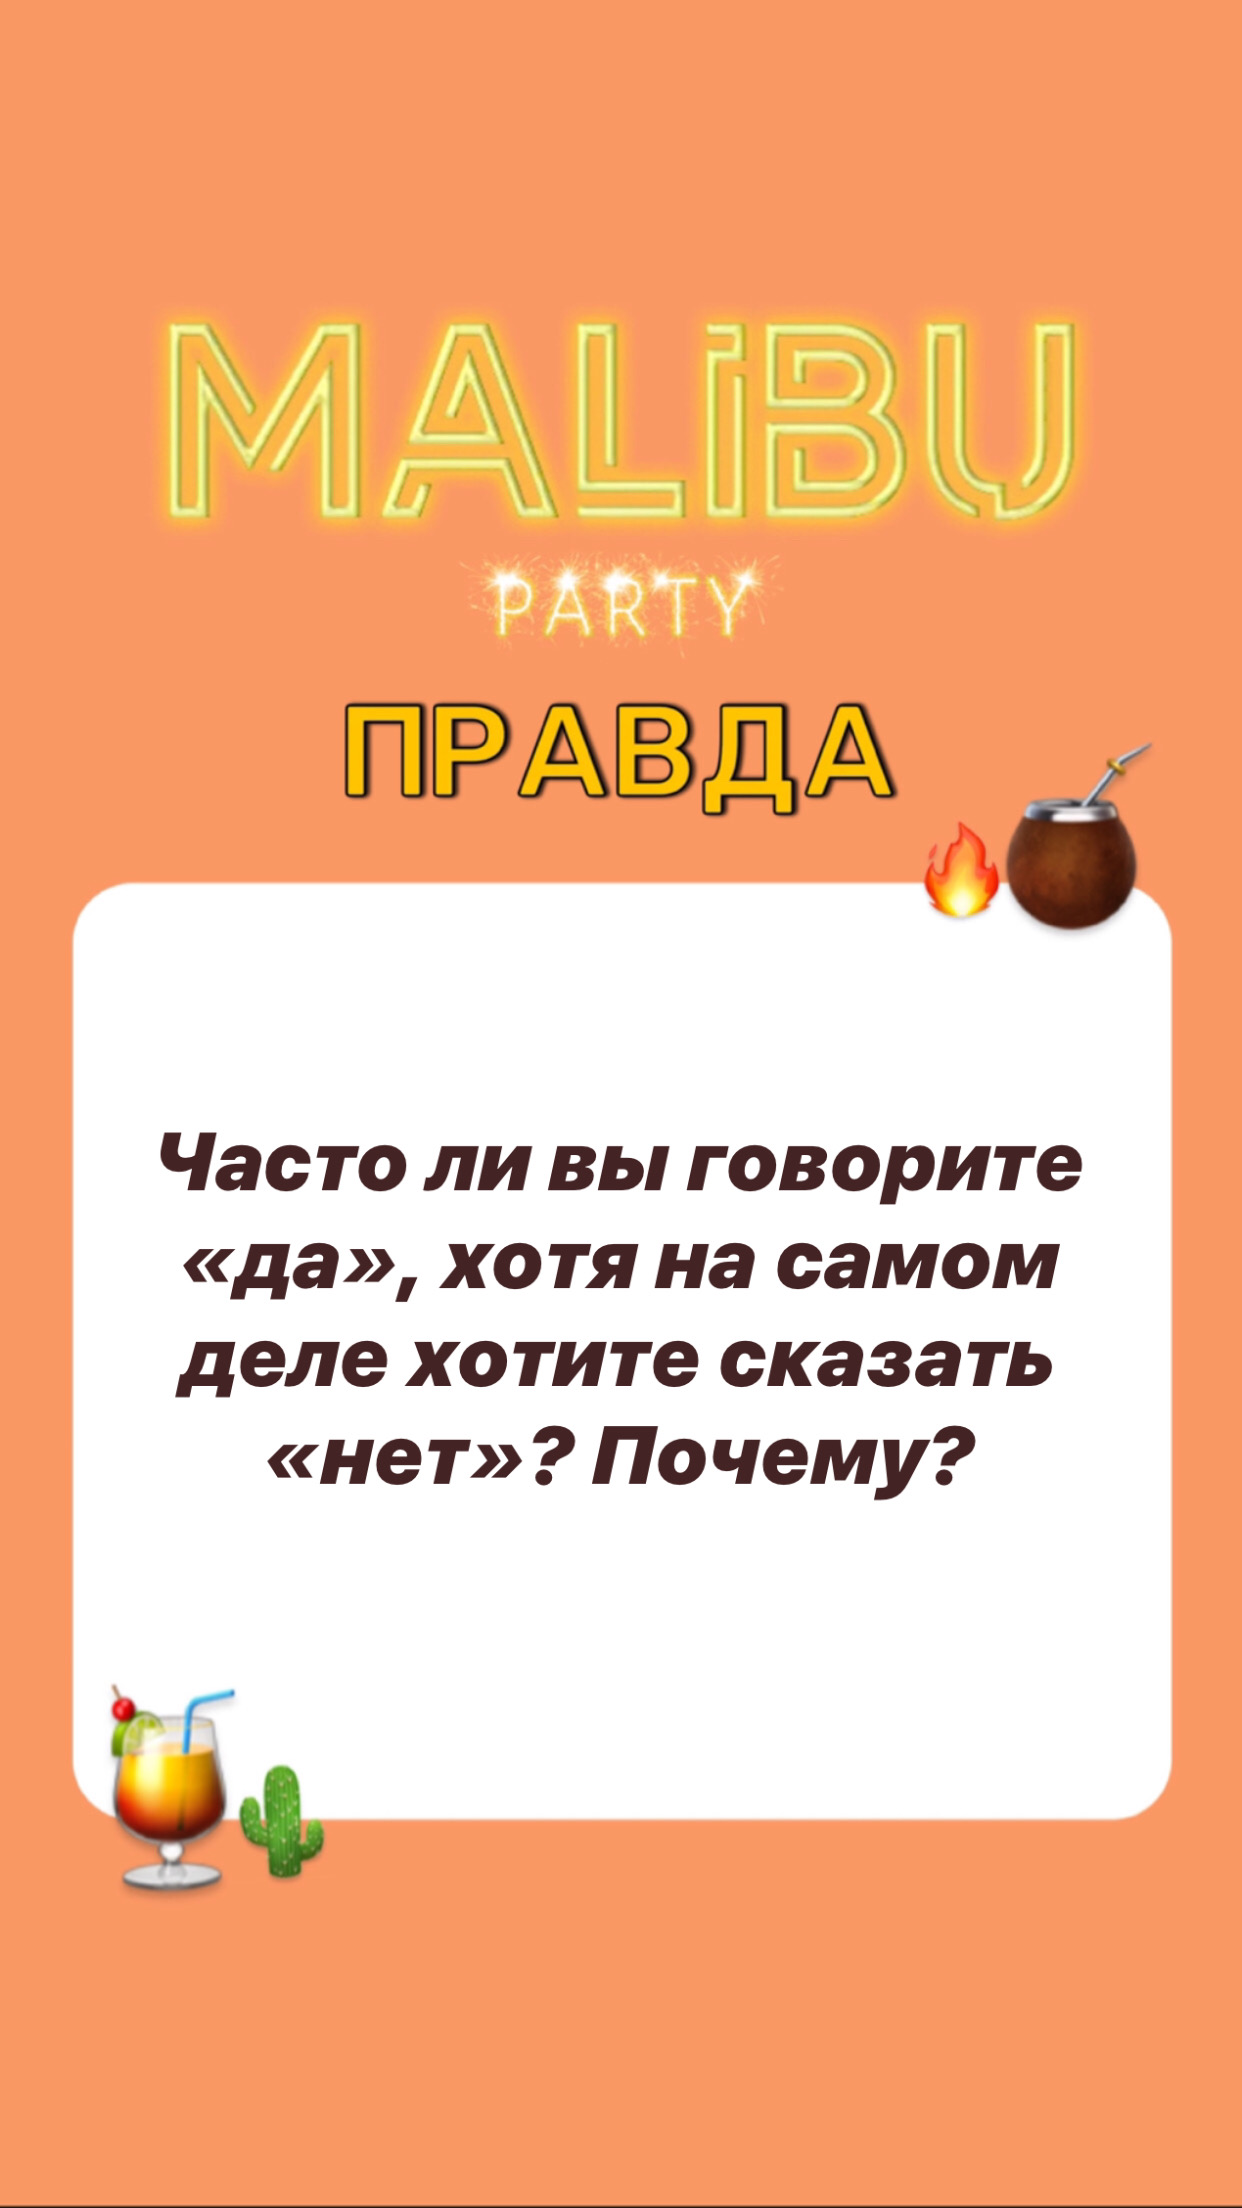 MALiBU
PARTY
ПРАВДА
Часто ли вы говорите
«да», хотя на самом
деле хотите сказать
«нет»? Почему?